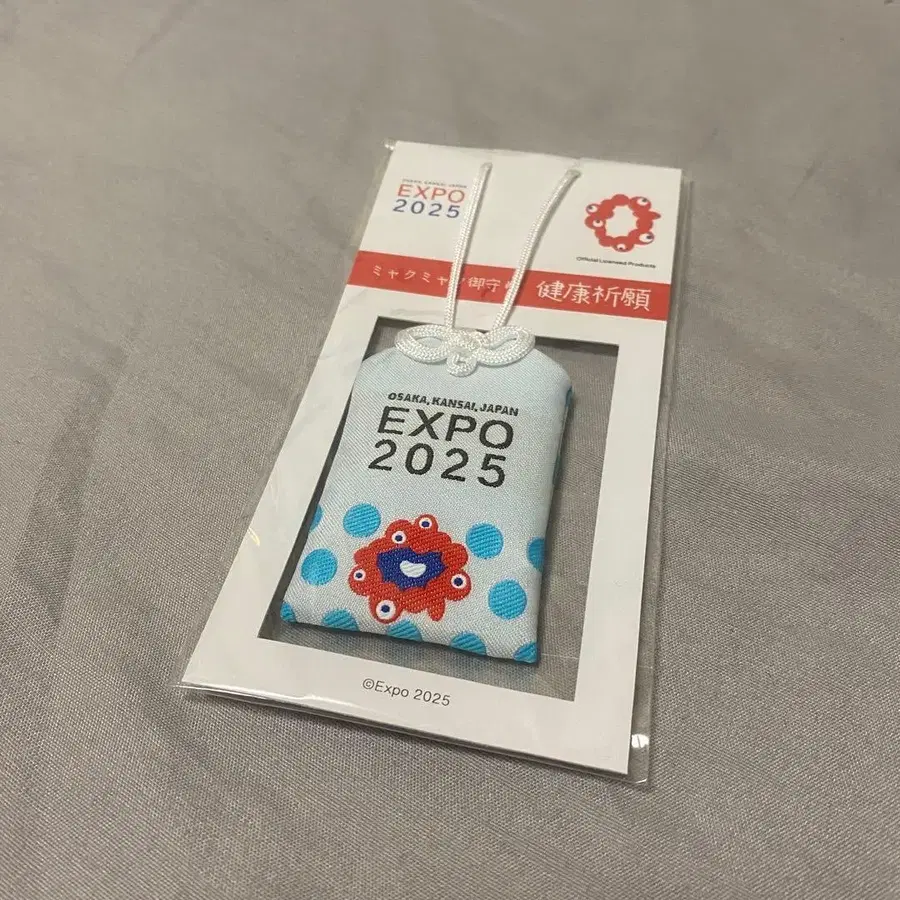 OSAKA, KANSAI, JAPAN
EXPO
2025
Official Licensed Products
ミャクミャク御守り 健康祈願
OSAKA, KANSAI, JAPAN
EXPO
2025
©Expo 2025